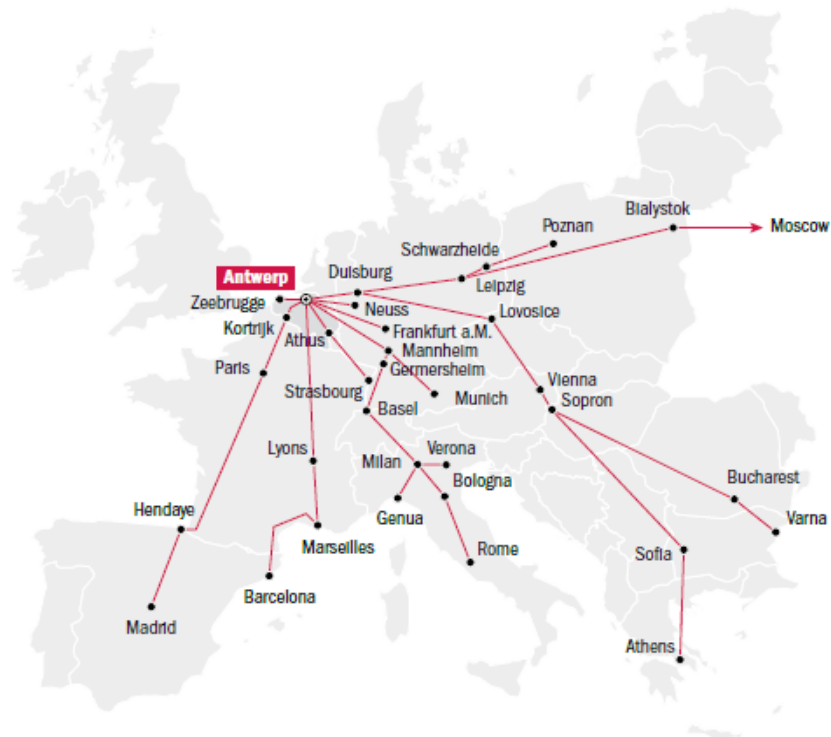 Bialystok
Poznan
Moscow
Schwarzheide
Duisburg
Antwerp
Leipzig
Zeebrugge
Neuss
Lovosice
Kortrijk
Frankfurt a.M.
Athus
Mannheim
Paris
Germersheim
Vienna
Strasbourg
Munich
Sopron
Basel
Lyons
Verona
Milan
Bologna
Bucharest
Hendaye
Genua
Varna
Marseilles
Rome
Sofia
Barcelona
Madrid
Athens